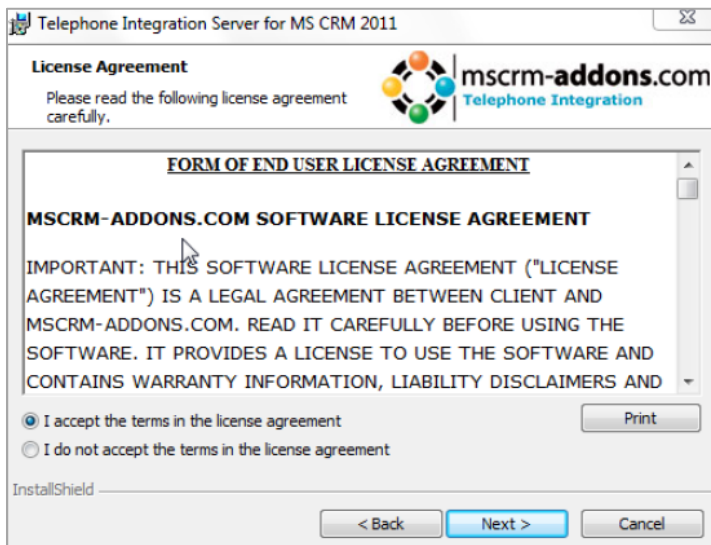 Telephone Integration Server for MS CRM 2011
License Agreement
Please read the following license agreement
carefully.
mscrm-addons.com
Telephone Integration
FORM OF END USER LICENSE AGREEMENT
MSCRM-ADDONS.COM SOFTWARE LICENSE AGREEMENT
IMPORTANT: THIS SOFTWARE LICENSE AGREEMENT ("LICENSE
AGREEMENT") IS A LEGAL AGREEMENT BETWEEN CLIENT AND
MSCRM-ADDONS.COM. READ IT CAREFULLY BEFORE USING THE
SOFTWARE. IT PROVIDES A LICENSE TO USE THE SOFTWARE AND
CONTAINS WARRANTY INFORMATION, LIABILITY DISCLAIMERS AND
I accept the terms in the license agreement
Print
I do not accept the terms in the license agreement
InstallShield
< Back
Next >
Cancel